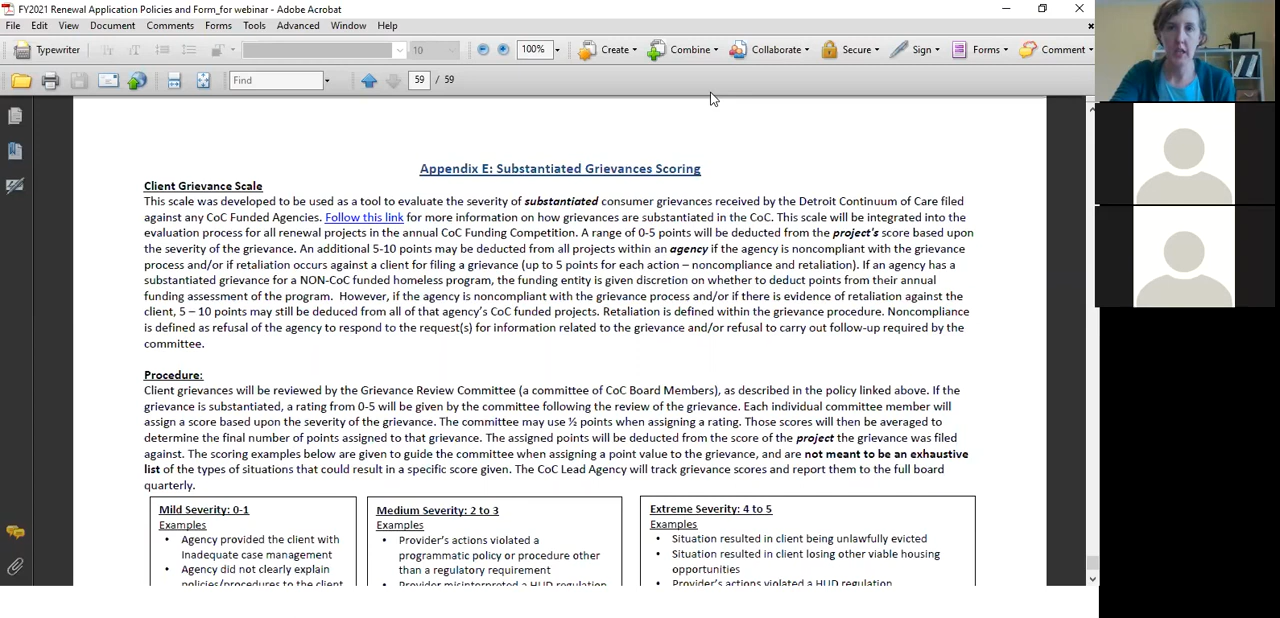 FY2021 Renewal Application Policies and Form_for webinar - Adobe Acrobat
File Edit View Document Comments Forms Tools Advanced Window Help
Typewriter 10 100% Create Combine Collaborate Secure Sign Forms Comment
Find 59 / 59
Appendix E: Substantiated Grievances Scoring
Client Grievance Scale
This scale was developed to be used as a tool to evaluate the severity of substantiated consumer grievances received by the Detroit Continuum of Care filed
against any CoC Funded Agencies. Follow this link for more information on how grievances are substantiated in the CoC. This scale will be integrated into the
evaluation process for all renewal projects in the annual CoC Funding Competition. A range of 0-5 points will be deducted from the project's score based upon
the severity of the grievance. An additional 5-10 points may be deducted from all projects within an agency if the agency is noncompliant with the grievance
process and/or if retaliation occurs against a client for filing a grievance (up to 5 points for each action – noncompliance and retaliation). If an agency has a
substantiated grievance for a NON-CoC funded homeless program, the funding entity is given discretion on whether to deduct points from their annual
funding assessment of the program. However, if the agency is noncompliant with the grievance process and/or if there is evidence of retaliation against the
client, 5 – 10 points may still be deducted from all of that agency's CoC funded projects. Retaliation is defined within the grievance procedure. Noncompliance
is defined as refusal of the agency to respond to the request(s) for information related to the grievance and/or refusal to carry out follow-up required by the
committee.
Procedure:
Client grievances will be reviewed by the Grievance Review Committee (a committee of CoC Board Members), as described in the policy linked above. If the
grievance is substantiated, a rating from 0-5 will be given by the committee following the review of the grievance. Each individual committee member will
assign a score based upon the severity of the grievance. The committee may use ½ points when assigning a rating. Those scores will then be averaged to
determine the final number of points assigned to that grievance. The assigned points will be deducted from the score of the project the grievance was filed
against. The scoring examples below are given to guide the committee when assigning a point value to the grievance, and are not meant to be an exhaustive
list of the types of situations that could result in a specific score given. The CoC Lead Agency will track grievance scores and report them to the full board
quarterly.
Mild Severity: 0-1
Examples
• Agency provided the client with
Inadequate case management
• Agency did not clearly explain
policies/procedures to the client
Medium Severity: 2 to 3
Examples
• Provider's actions violated a
programmatic policy or procedure other
than a regulatory requirement
• Provider misinterpreted a HUD regulation
Extreme Severity: 4 to 5
Examples
• Situation resulted in client being unlawfully evicted
• Situation resulted in client losing other viable housing
opportunities
• Provider's actions violated a HUD regulation